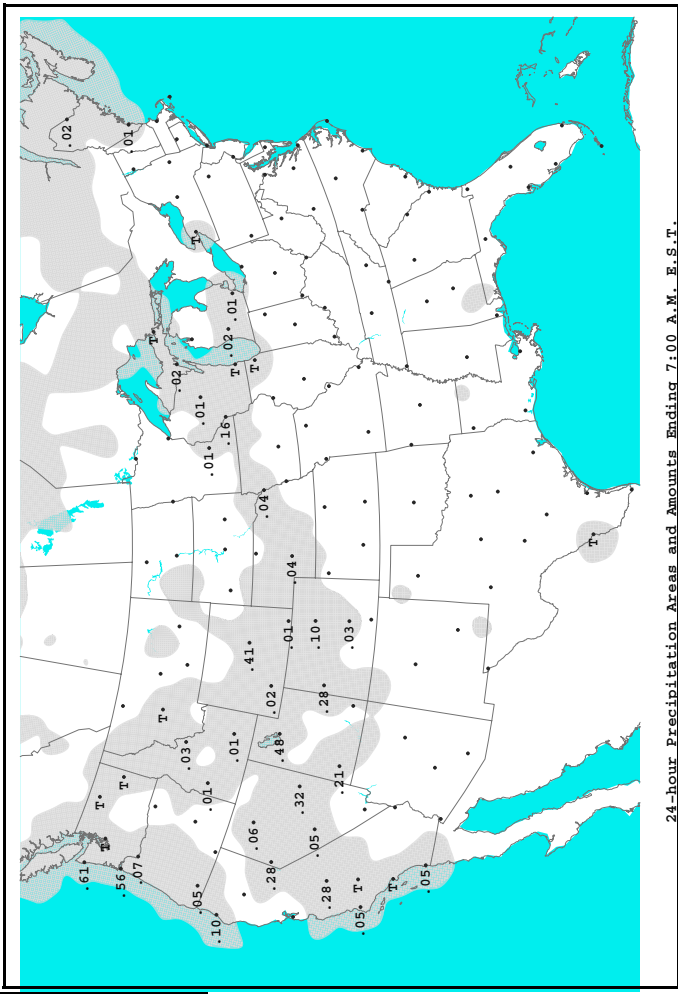 .02
.61
T
T
.56
T
.01
.07
T
T
.02
.03
T
.05
.01
.01
.01
.10
.16
.02
.01
.01
T
.41
.06
T
.04
.02
.28
.48
.01
.04
.32
.10
.05
.28
.28
.21
.03
T
.05
T
.05
T
24-hour Precipitation Areas and Amounts Ending 7:00 A.M. E.S.T.